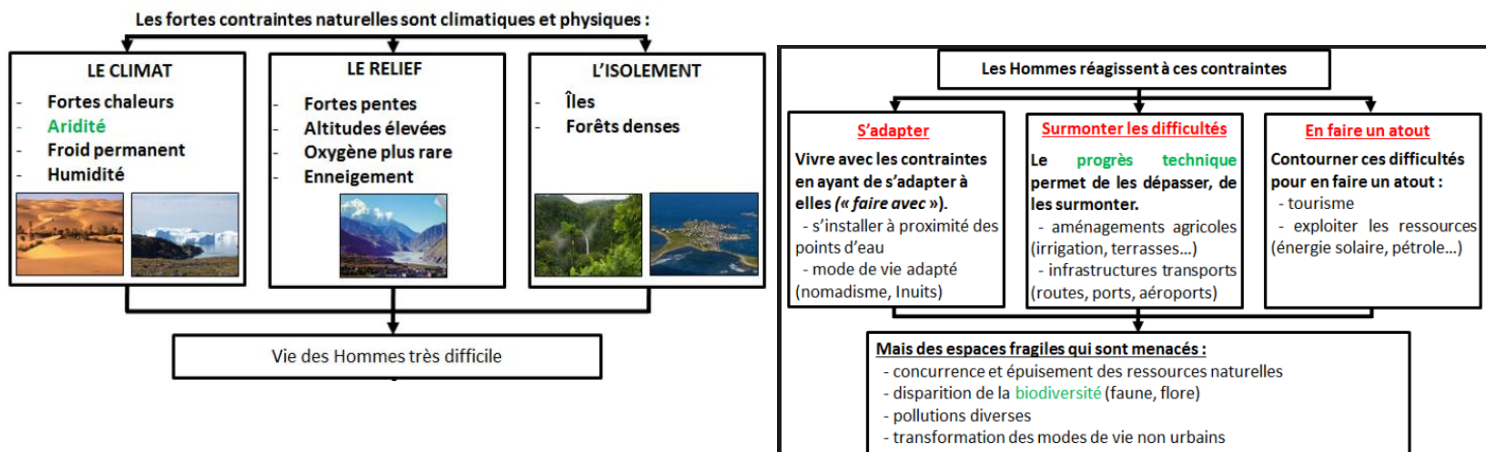 Les fortes contraintes naturelles sont climatiques et physiques :
LE CLIMAT
- Fortes chaleurs
- Aridité
- Froid permanent
- Humidité
LE RELIEF
- Fortes pentes
- Altitudes élevées
- Oxygène plus rare
- Enneigement
L'ISOLEMENT
- Îles
- Forêts denses
Vie des Hommes très difficile
Les Hommes réagissent à ces contraintes
S'adapter
Vivre avec les contraintes
en ayant de s'adapter à
elles (« faire avec »).
- s'installer à proximité des
points d'eau
- mode de vie adapté
(nomadisme, Inuits)
Surmonter les difficultés
Le progrès technique
permet de les dépasser, de
les surmonter.
- aménagements agricoles
(irrigation, terrasses...)
- infrastructures transports
(routes, ports, aéroports)
En faire un atout
Contourner ces difficultés
pour en faire un atout :
- tourisme
- exploiter les ressources
(énergie solaire, pétrole...)
Mais des espaces fragiles qui sont menacés :
- concurrence et épuisement des ressources naturelles
- disparition de la biodiversité (faune, flore)
- pollutions diverses
- transformation des modes de vie non urbains